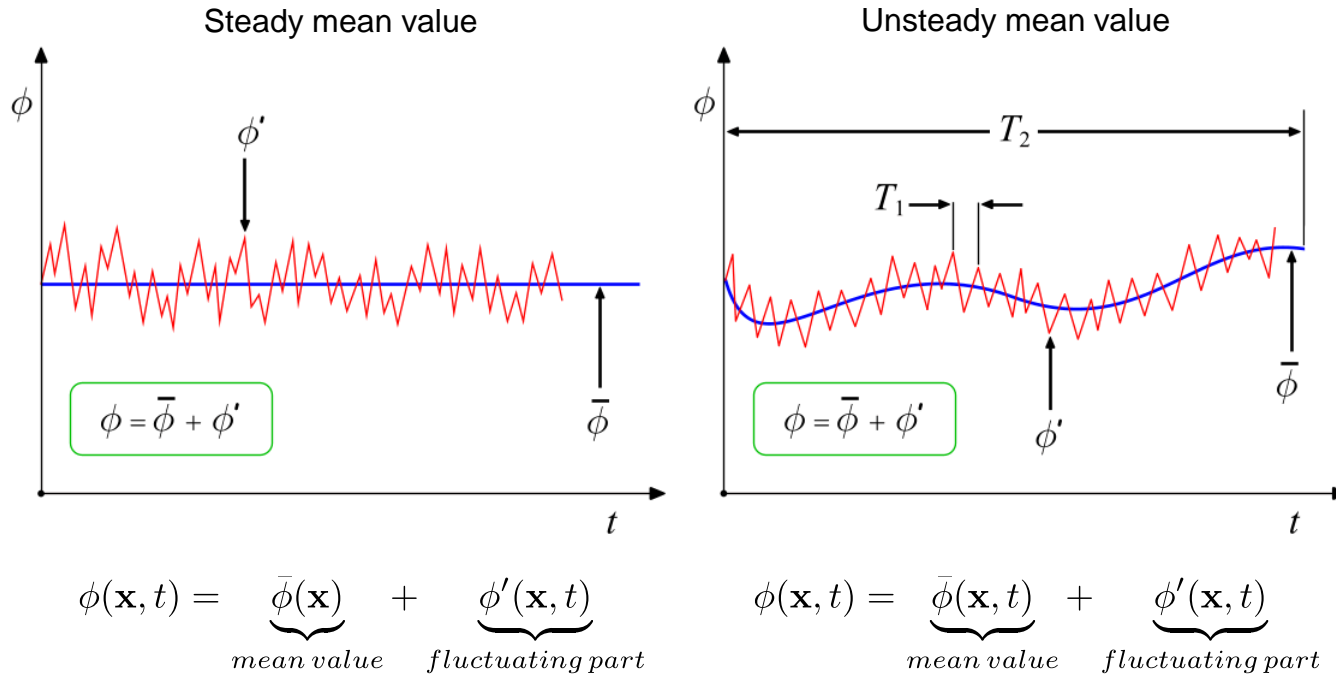 Steady mean value
ϕ
ϕ'
ϕ = ϕ̅ + ϕ'
ϕ̅
t
ϕ(x, t) = ϕ̅(x) + ϕ′(x, t)
mean value fluctuating part
Unsteady mean value
ϕ
T₂
T₁
ϕ̅
ϕ = ϕ̅ + ϕ'
ϕ'
t
ϕ(x, t) = ϕ̅(x, t) + ϕ′(x, t)
mean value fluctuating part